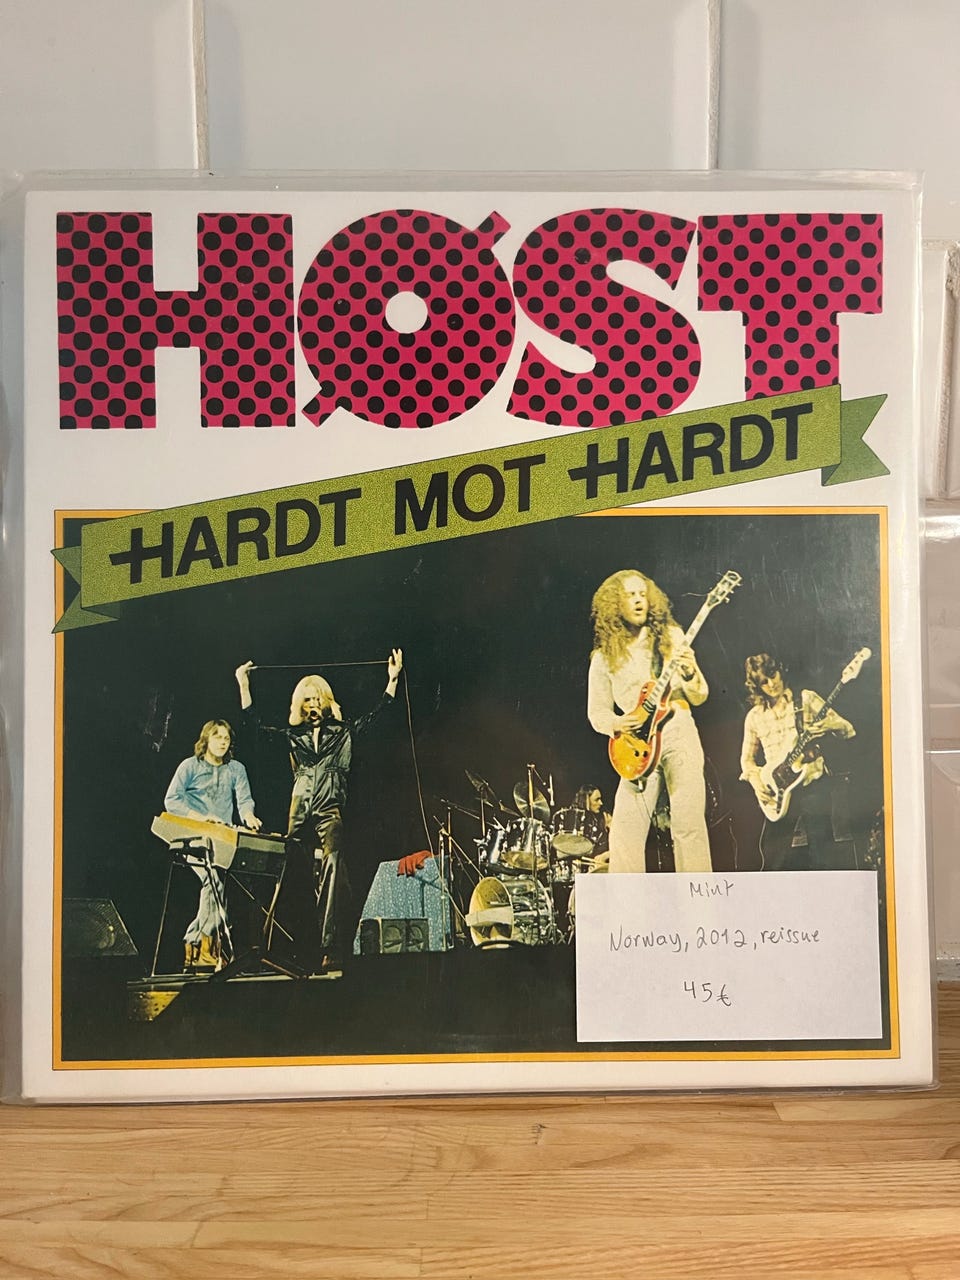 HØST
HARDT MOT HARDT
Mint
Norway, 2012, reissue
45€